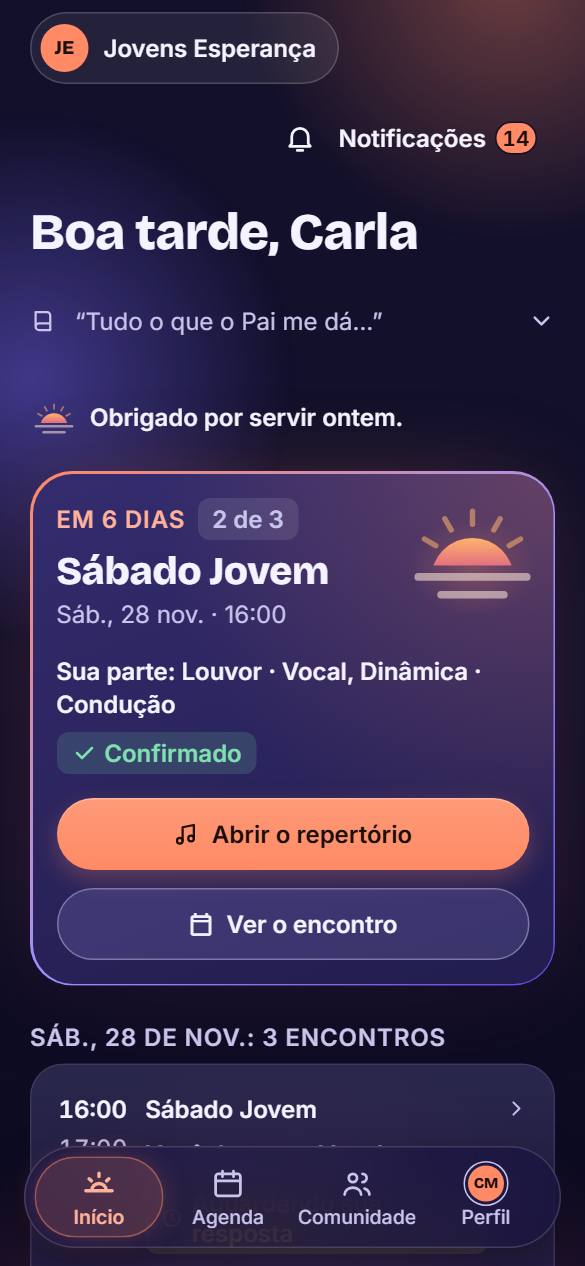 JE Jovens Esperança
Notificações 14
Boa tarde, Carla
“Tudo o que o Pai me dá...”
Obrigado por servir ontem.
EM 6 DIAS 2 de 3
Sábado Jovem
Sáb., 28 nov. · 16:00
Sua parte: Louvor · Vocal, Dinâmica ·
Condução
Confirmado
Abrir o repertório
Ver o encontro
SÁB., 28 DE NOV.: 3 ENCONTROS
16:00 Sábado Jovem
17:00
resposta
Início Agenda Comunidade CM Perfil